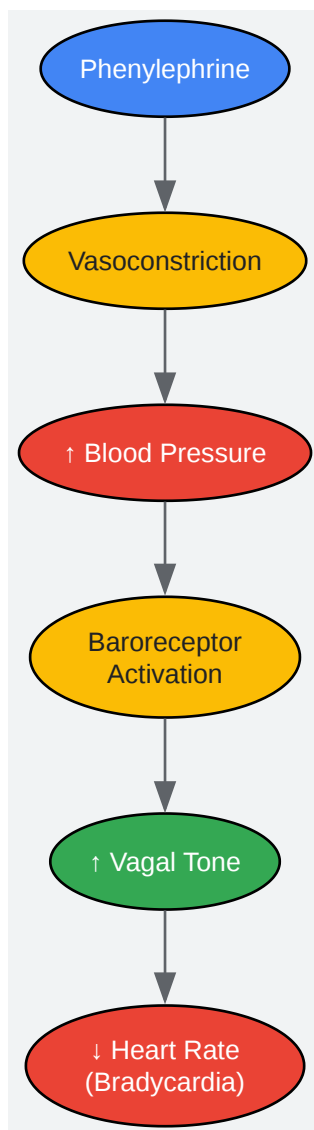 Phenylephrine
Vasoconstriction
↑ Blood Pressure
Baroreceptor
Activation
↑ Vagal Tone
↓ Heart Rate
(Bradycardia)